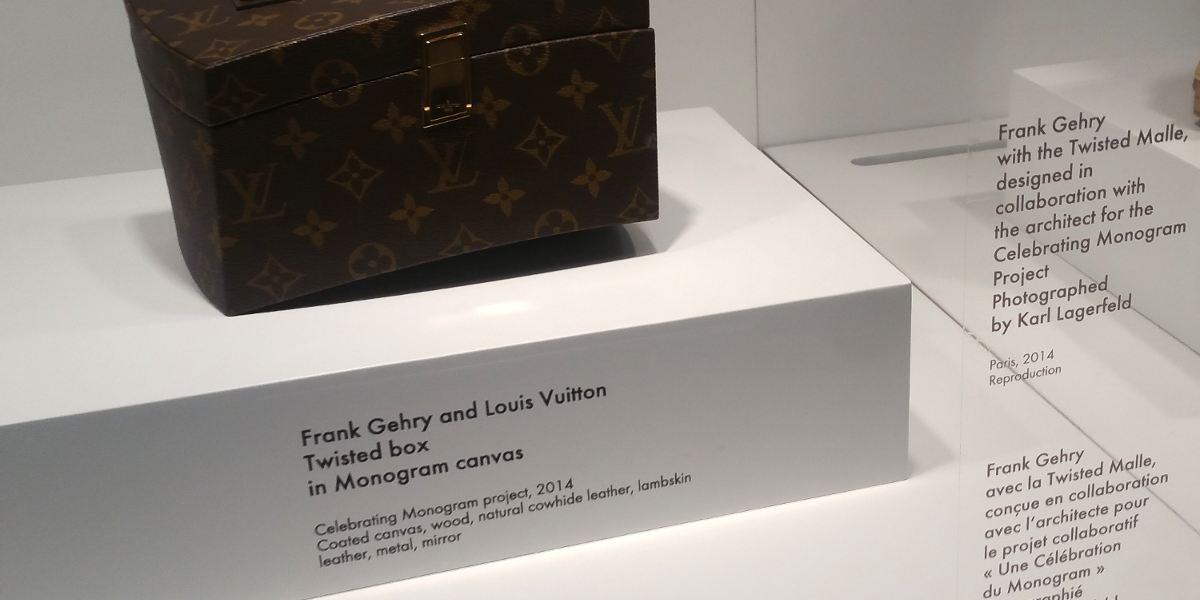 Frank Gehry and Louis Vuitton
Twisted box
in Monogram canvas
Celebrating Monogram project, 2014
Coated canvas, wood, natural cowhide leather, lambskin
leather, metal, mirror
Frank Gehry
with the Twisted Malle,
designed in
collaboration with
the architect for the
Celebrating Monogram
Project
Photographed
by Karl Lagerfeld
Paris, 2014
Reproduction
Frank Gehry
avec la Twisted Malle,
conçue en collaboration
avec l'architecte pour
le projet collaboratif
« Une Célébration
du Monogram »